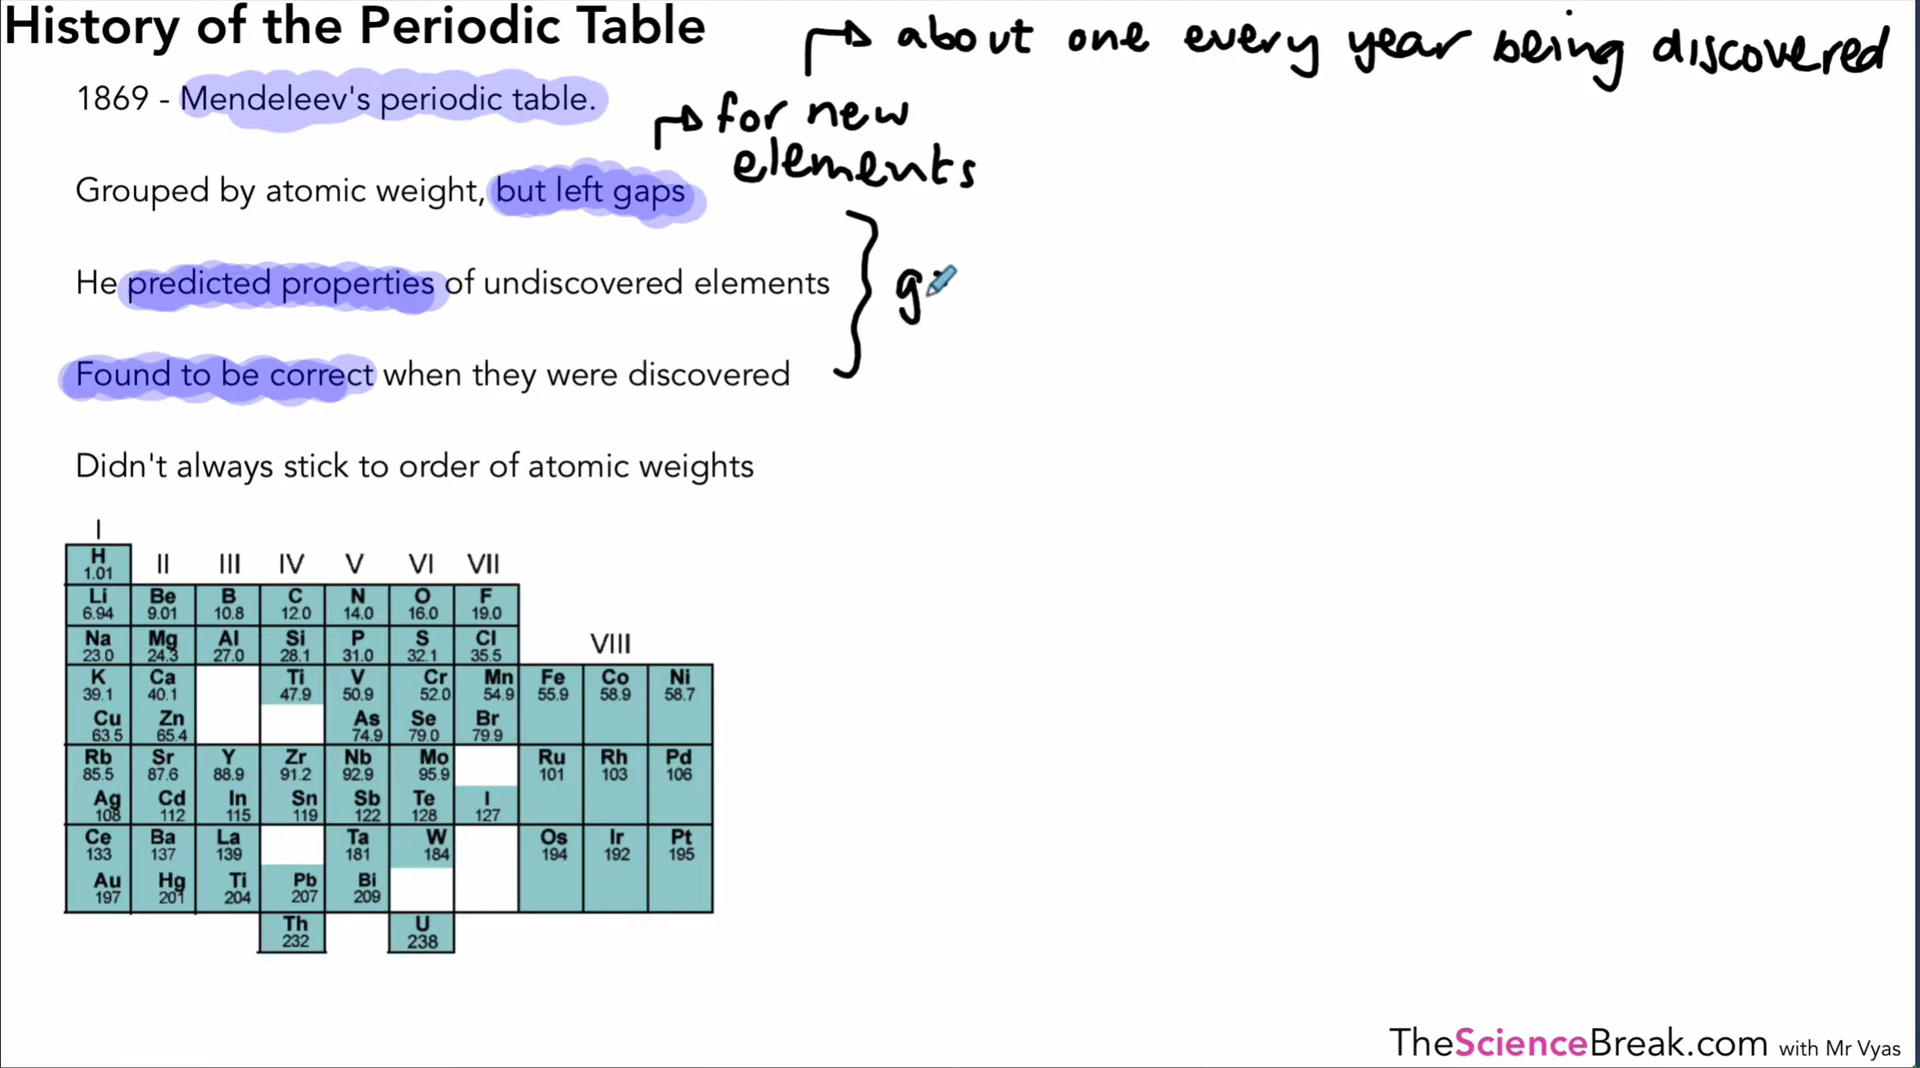 History of the Periodic Table
about one every year being discovered
1869 - Mendeleev's periodic table.
for new
elements
Grouped by atomic weight, but left gaps
He predicted properties of undiscovered elements
g
Found to be correct when they were discovered
Didn't always stick to order of atomic weights
I
H
1.01
II III IV V VI VII
Li Be B C N O F
6.94 9.01 10.8 12.0 14.0 16.0 19.0
Na Mg Al Si P S Cl
23.0 24.3 27.0 28.1 31.0 32.1 35.5
VIII
K Ca Ti V Cr Mn Fe Co Ni
39.1 40.1 47.9 50.9 52.0 54.9 55.9 58.9 58.7
Cu Zn As Se Br
63.5 65.4 74.9 79.0 79.9
Rb Sr Y Zr Nb Mo Ru Rh Pd
85.5 87.6 88.9 91.2 92.9 95.9 101 103 106
Ag Cd In Sn Sb Te I
108 112 115 119 122 128 127
Ce Ba La Ta W Os Ir Pt
133 137 139 181 184 194 192 195
Au Hg Ti Pb Bi
197 201 204 207 209
Th U
232 238
TheScienceBreak.com with Mr Vyas